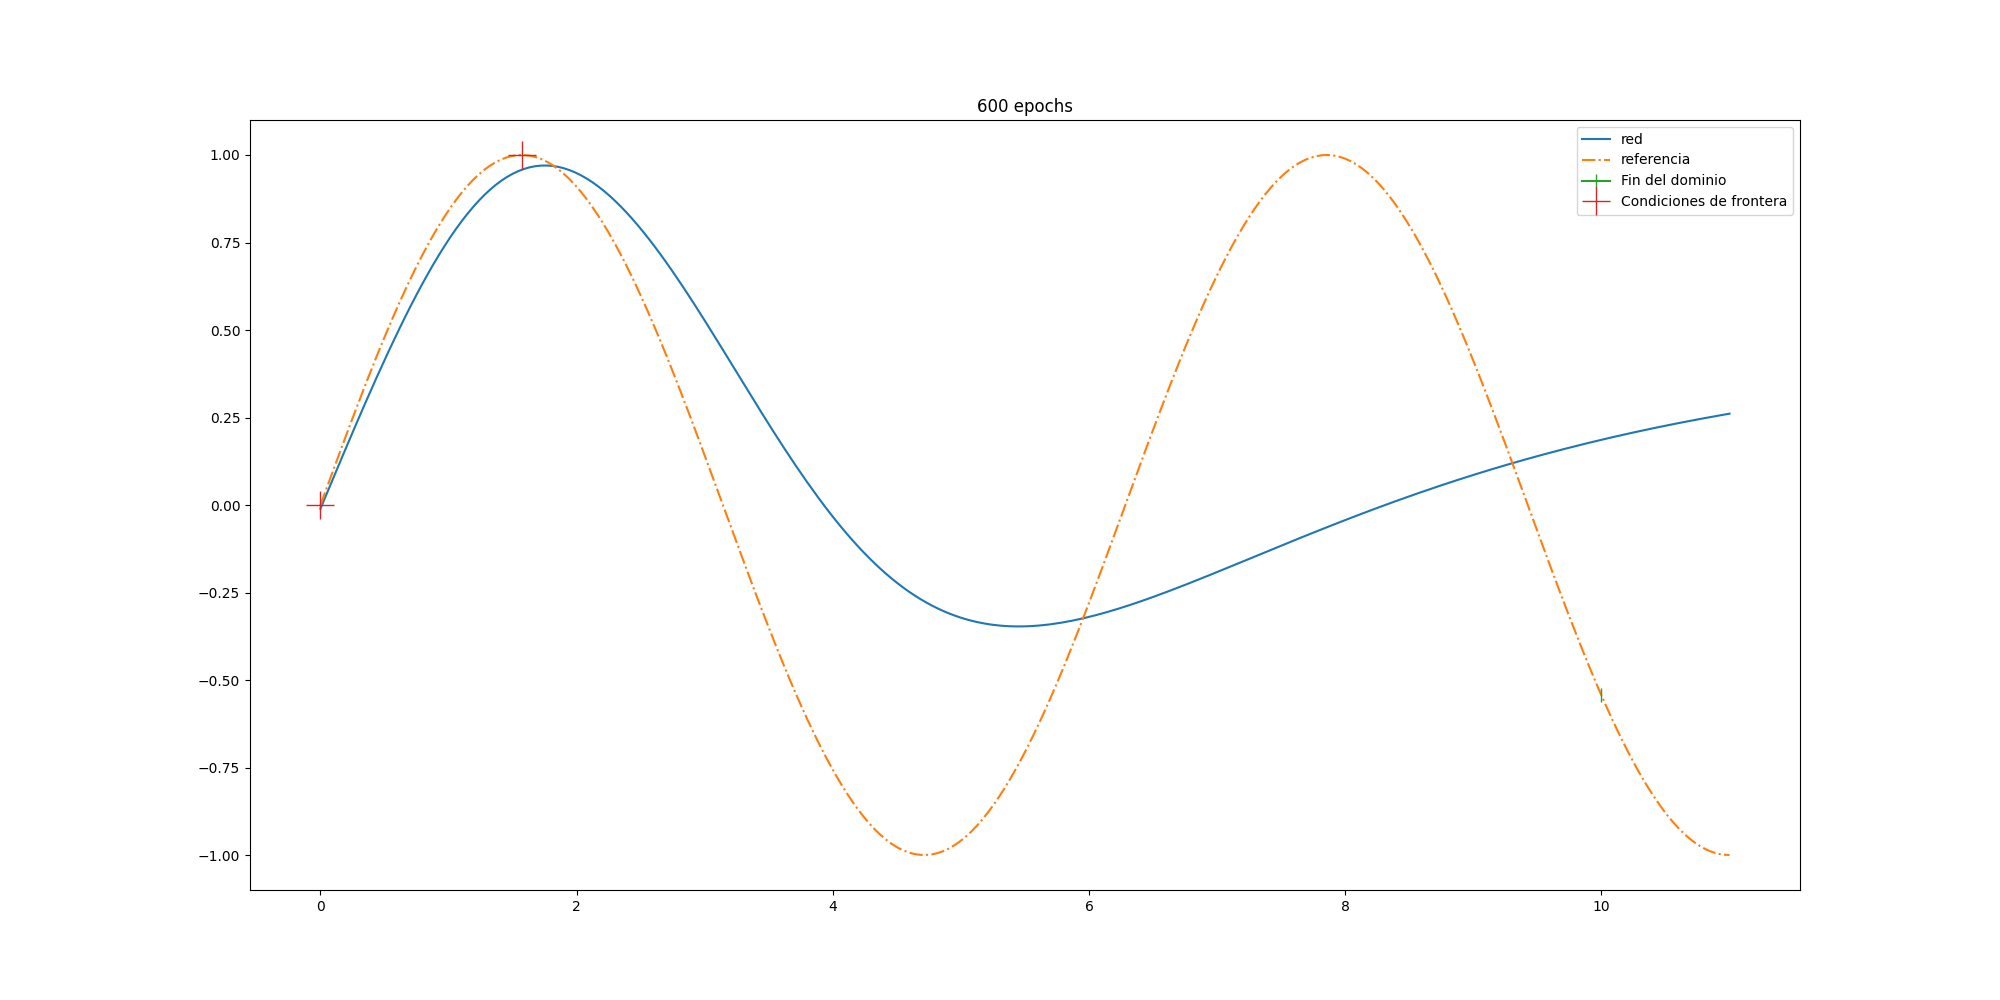 600 epochs
red
referencia
Fin del dominio
Condiciones de frontera
1.00
0.75
0.50
0.25
0.00
−0.25
−0.50
−0.75
−1.00
0 2 4 6 8 10